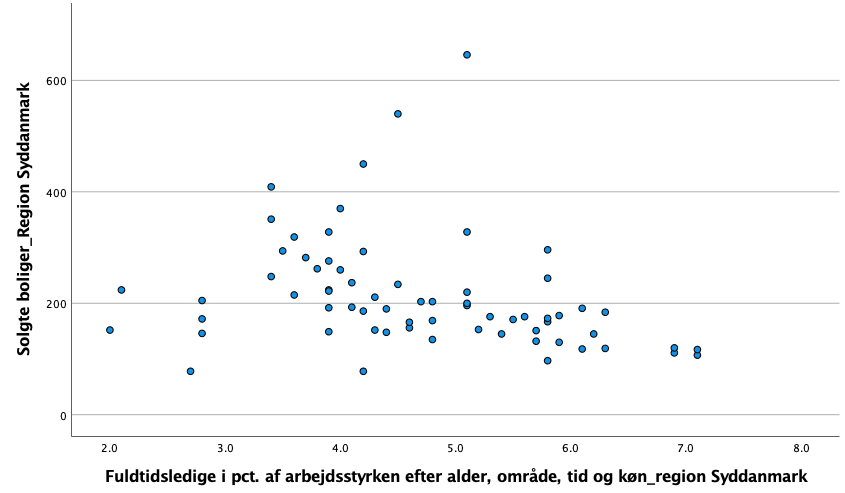 Solgte boliger_Region Syddanmark
600
400
200
0
2.0 3.0 4.0 5.0 6.0 7.0 8.0
Fuldtidsledige i pct. af arbejdsstyrken efter alder, område, tid og køn_region Syddanmark